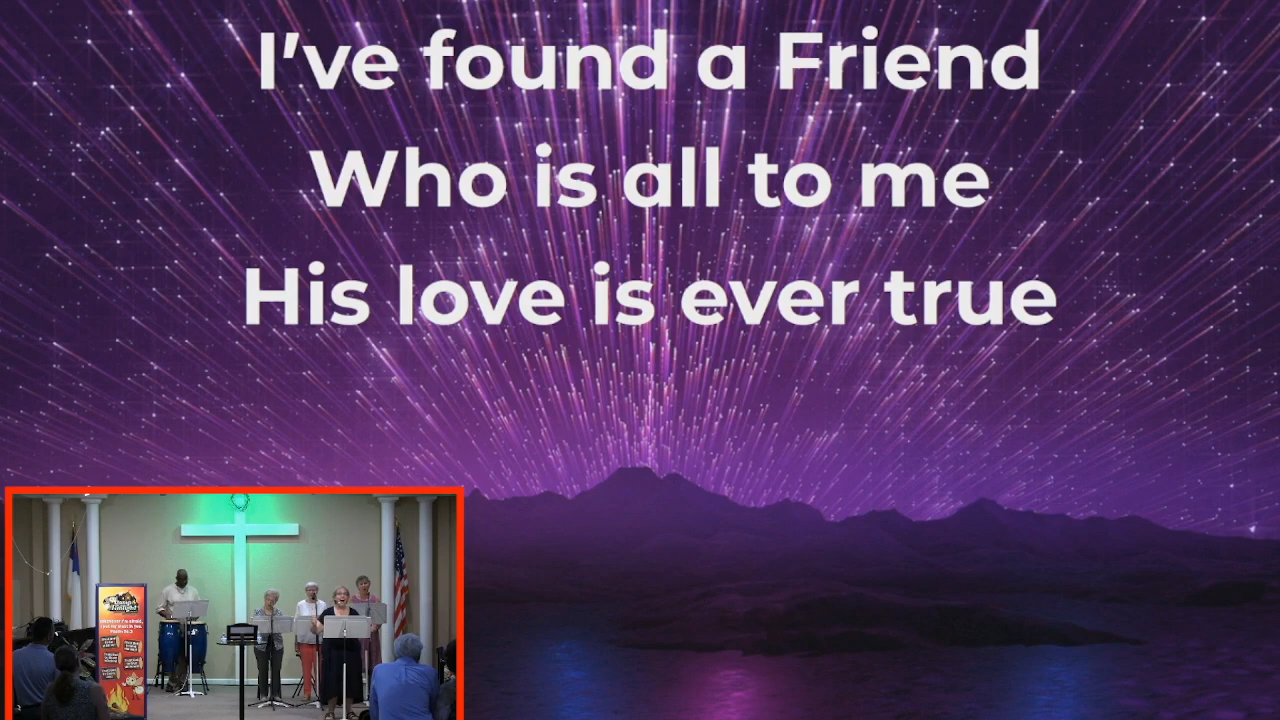 I've found a Friend
Who is all to me
His love is ever true